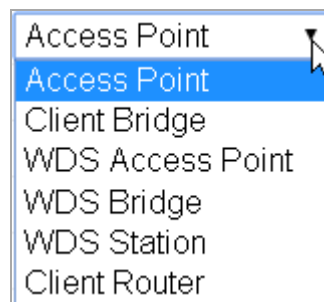 Access Point
Access Point
Client Bridge
WDS Access Point
WDS Bridge
WDS Station
Client Router